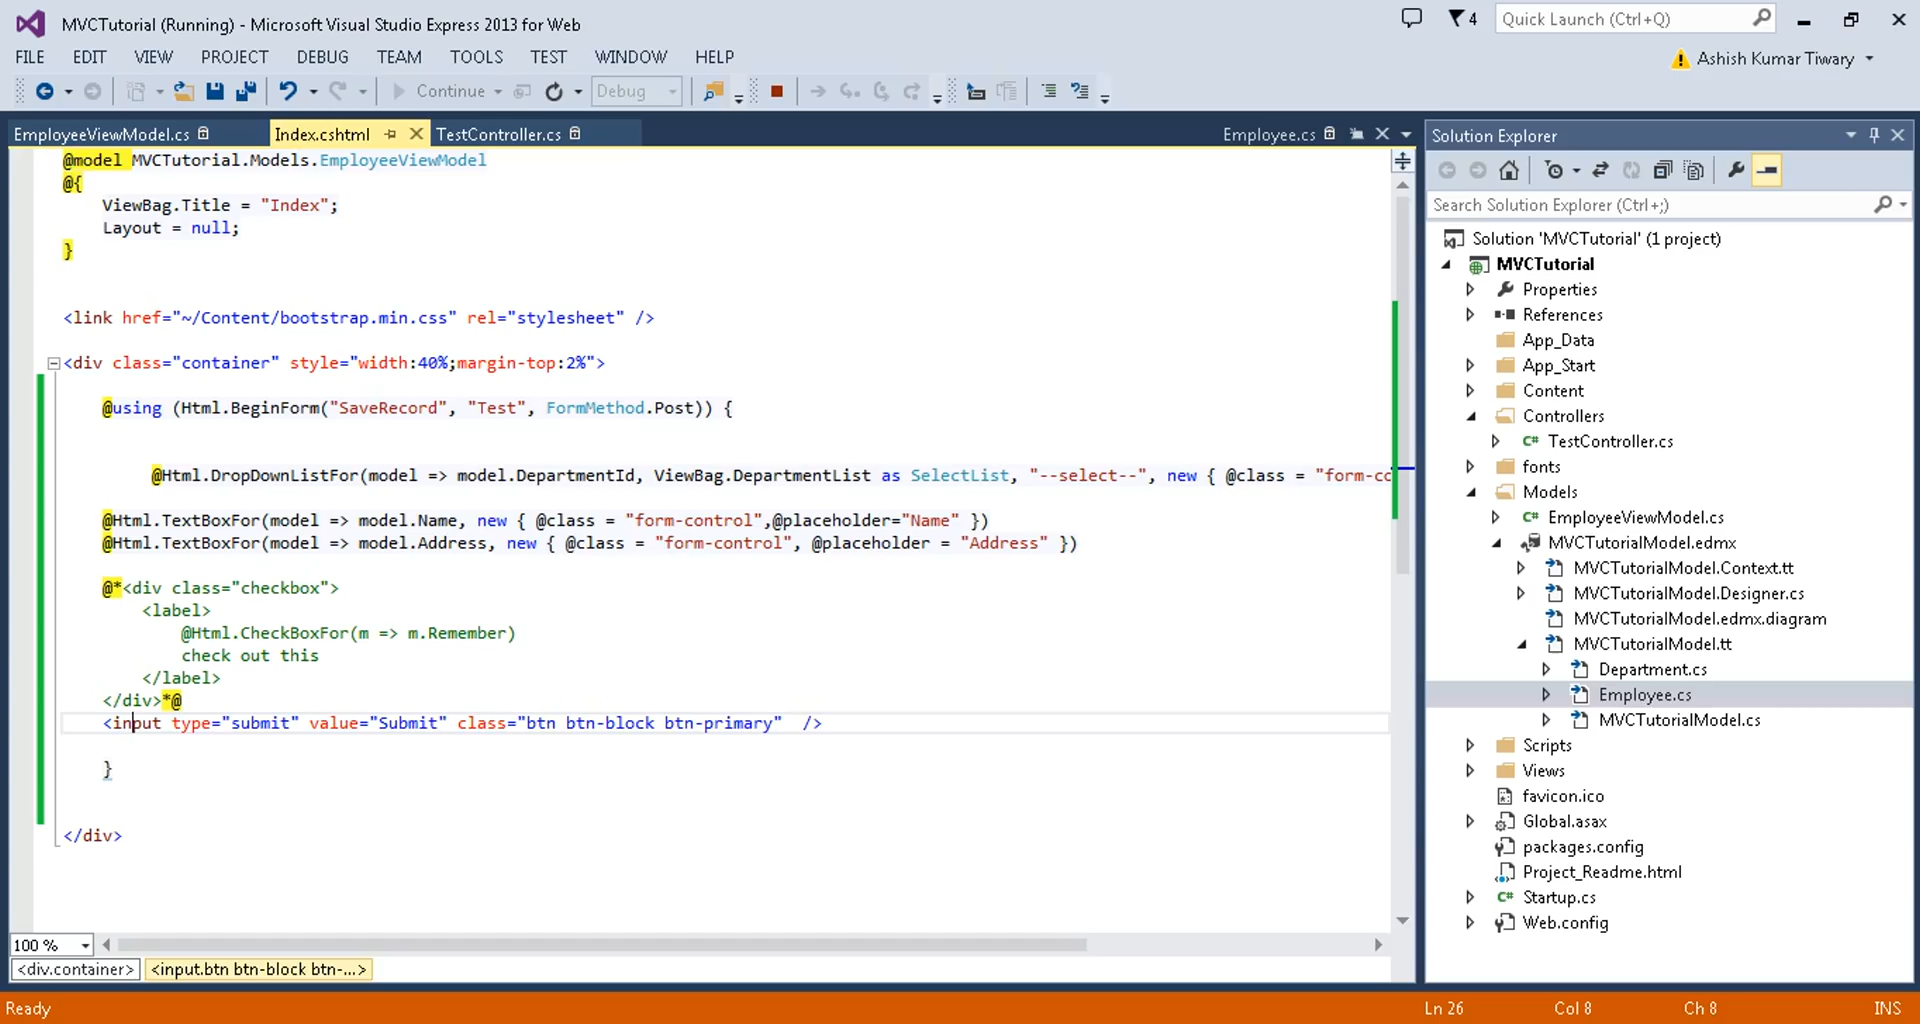 MVCTutorial (Running) - Microsoft Visual Studio Express 2013 for Web
4
Quick Launch (Ctrl+Q)
FILE EDIT VIEW PROJECT DEBUG TEAM TOOLS TEST WINDOW HELP
Ashish Kumar Tiwary
Continue
Debug
EmployeeViewModel.cs
Index.cshtml
TestController.cs
Employee.cs
@model MVCTutorial.Models.EmployeeViewModel
@{
ViewBag.Title = "Index";
Layout = null;
}
<link href="~/Content/bootstrap.min.css" rel="stylesheet" />
<div class="container" style="width:40%;margin-top:2%">
@using (Html.BeginForm("SaveRecord", "Test", FormMethod.Post)) {
@Html.DropDownListFor(model => model.DepartmentId, ViewBag.DepartmentList as SelectList, "--select--", new { @class = "form-cc
@Html.TextBoxFor(model => model.Name, new { @class = "form-control",@placeholder="Name" })
@Html.TextBoxFor(model => model.Address, new { @class = "form-control", @placeholder = "Address" })
@*<div class="checkbox">
<label>
@Html.CheckBoxFor(m => m.Remember)
check out this
</label>
</div>*@
<input type="submit" value="Submit" class="btn btn-block btn-primary"  />
}
</div>
100 %
<div.container> <input.btn btn-block btn-...>
Solution Explorer
Search Solution Explorer (Ctrl+;)
Solution 'MVCTutorial' (1 project)
MVCTutorial
Properties
References
App_Data
App_Start
Content
Controllers
TestController.cs
fonts
Models
EmployeeViewModel.cs
MVCTutorialModel.edmx
MVCTutorialModel.Context.tt
MVCTutorialModel.Designer.cs
MVCTutorialModel.edmx.diagram
MVCTutorialModel.tt
Department.cs
Employee.cs
MVCTutorialModel.cs
Scripts
Views
favicon.ico
Global.asax
packages.config
Project_Readme.html
Startup.cs
Web.config
Ready
Ln 26 Col 8 Ch 8 INS